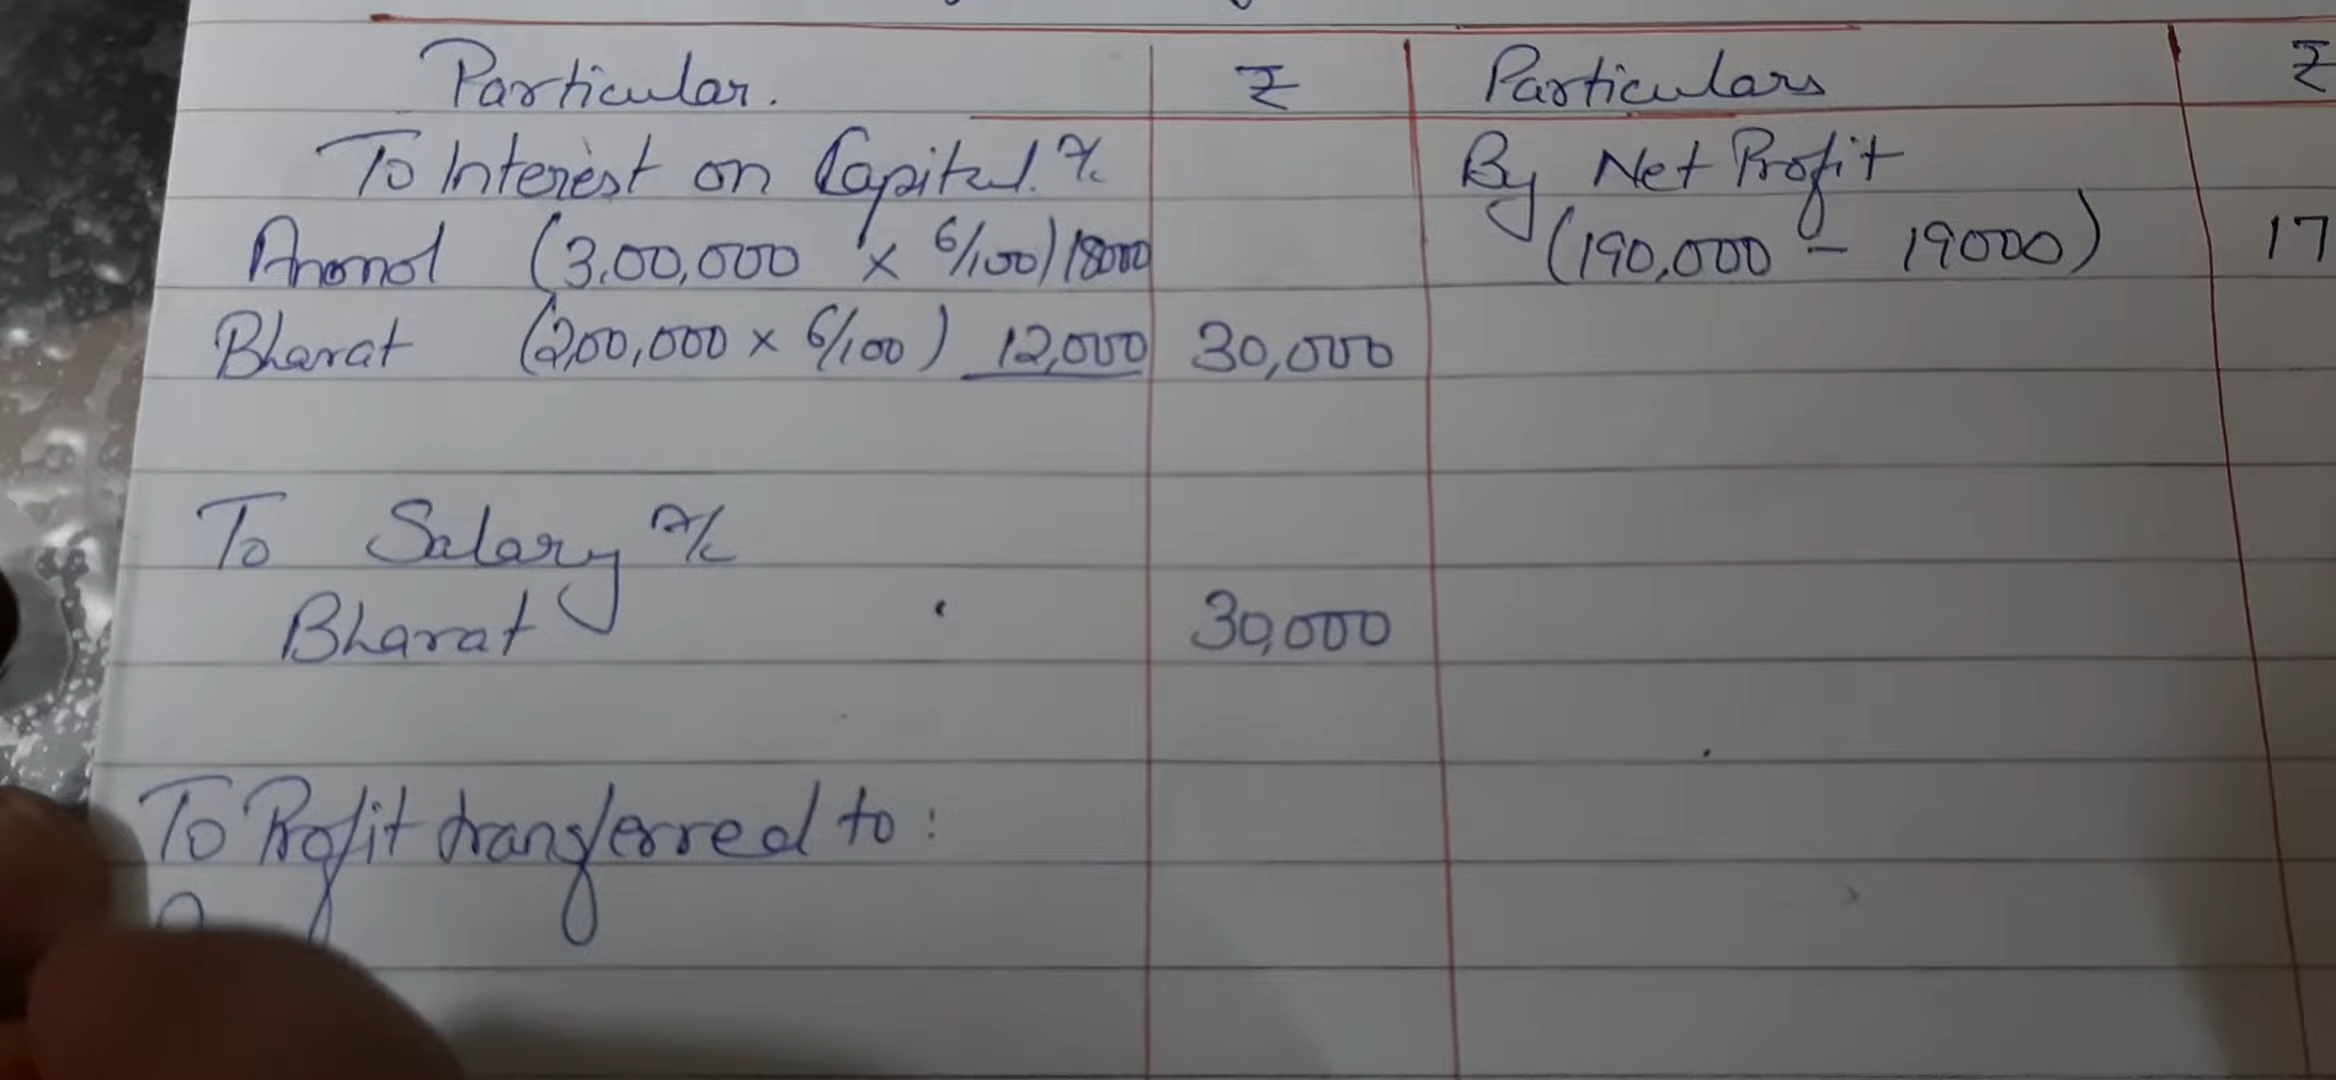 Particular. ₹ Particulars ₹
To Interest on Capital A/c By Net Profit
Anmol (3,00,000 x 6/100) 18000 (190,000 - 19000) 17
Bharat (200,000 x 6/100) 12,000 30,000
To Salary A/c
Bharat 30,000
To Profit transferred to :